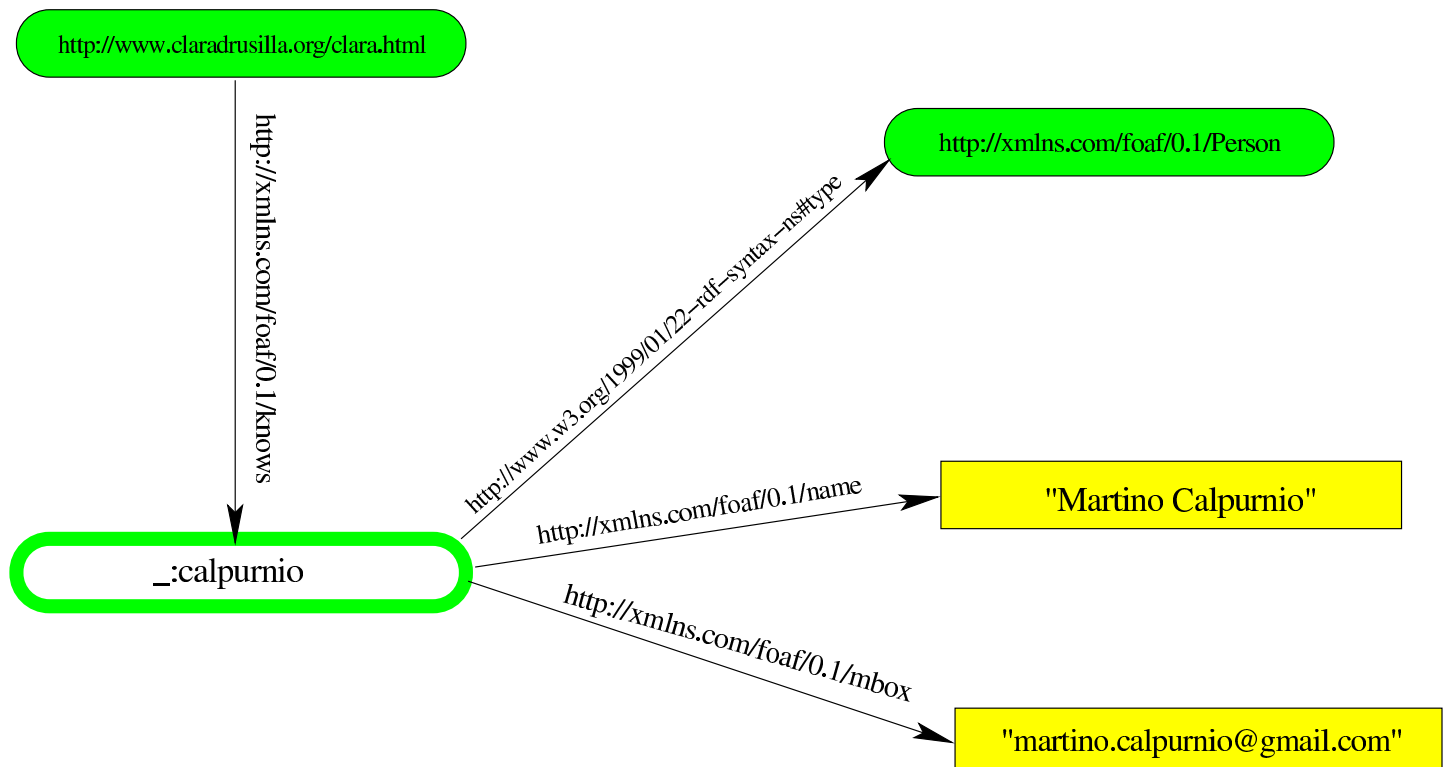 http://www.claradrusilla.org/clara.html
http://xmlns.com/foaf/0.1/knows
http://xmlns.com/foaf/0.1/Person
http://www.w3.org/1999/01/22-rdf-syntax-ns#type
http://xmlns.com/foaf/0.1/name
"Martino Calpurnio"
_:calpurnio
http://xmlns.com/foaf/0.1/mbox
"martino.calpurnio@gmail.com"